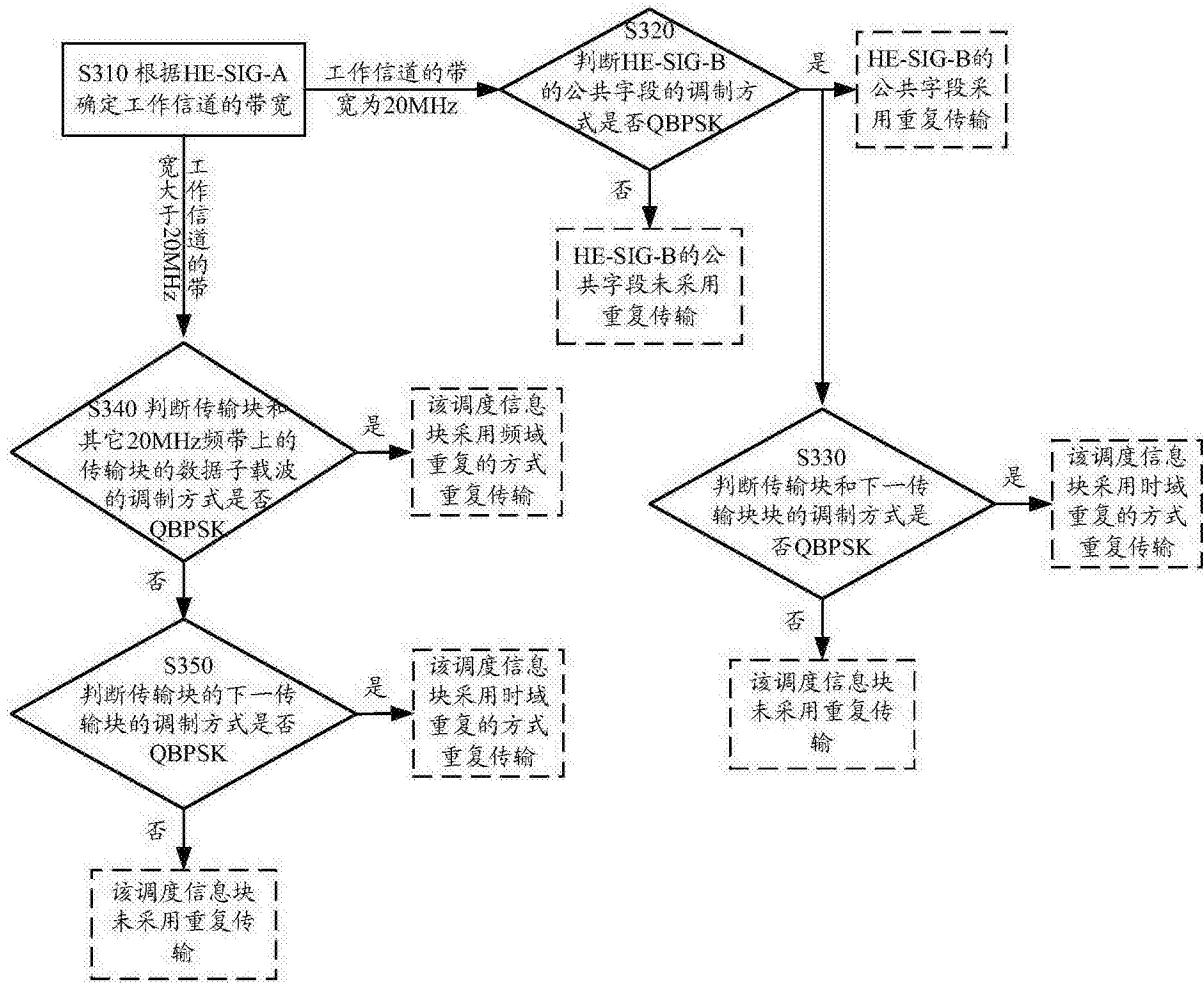 S310 根据HE-SIG-A
确定工作信道的带宽
工作信道的带
宽为20MHz
S320
判断HE-SIG-B
的公共字段的调制方
式是否QBPSK
是
HE-SIG-B的
公共字段采
用重复传输
否
HE-SIG-B的公
共字段未采用
重复传输
工作信道的带
宽大于20MHz
S340 判断传输块和
其它20MHz频带上的
传输块的数据子载波
的调制方式是否
QBPSK
是
该调度信息
块采用频域
重复的方式
重复传输
否
S330
判断传输块和下一传
输块块的调制方式是
否QBPSK
是
该调度信息
块采用时域
重复的方式
重复传输
否
该调度信息块
未采用重复传
输
S350
判断传输块的下一传
输块的调制方式是否
QBPSK
是
该调度信息
块采用时域
重复的方式
重复传输
否
该调度信息块
未采用重复传
输